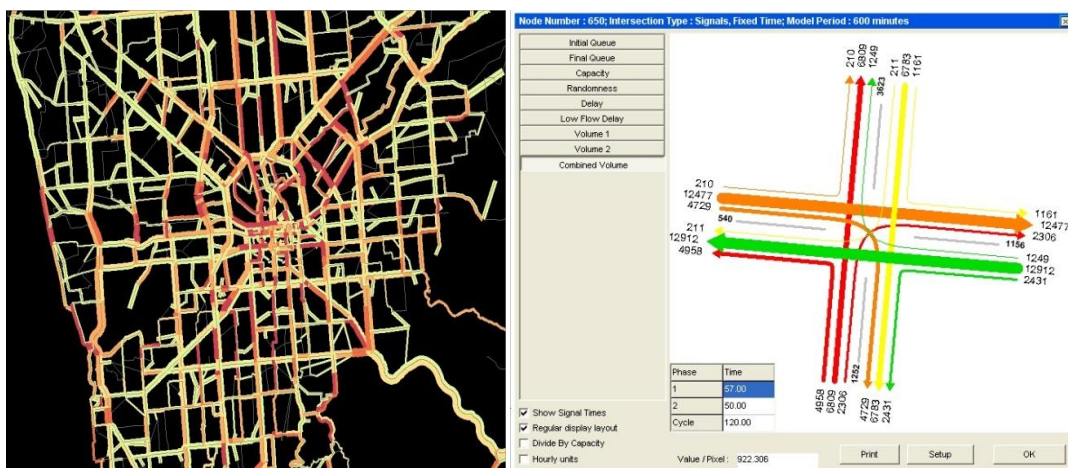 Node Number : 650; Intersection Type : Signals, Fixed Time; Model Period : 600 minutes
Initial Queue
Final Queue
Capacity
Randomness
Delay
Low Flow Delay
Volume 1
Volume 2
Combined Volume
210
6809
1249
3623
211
6783
1161
210
12477
4729
540
211
12912
4958
1161
12477
2306
1156
1249
12912
2431
4958
6809
2306
1252
4729
6783
2431
Phase Time
1 57.00
2 50.00
Cycle 120.00
Show Signal Times
Regular display layout
Divide By Capacity
Hourly units
Value / Pixel : 922.306
Print
Setup
OK